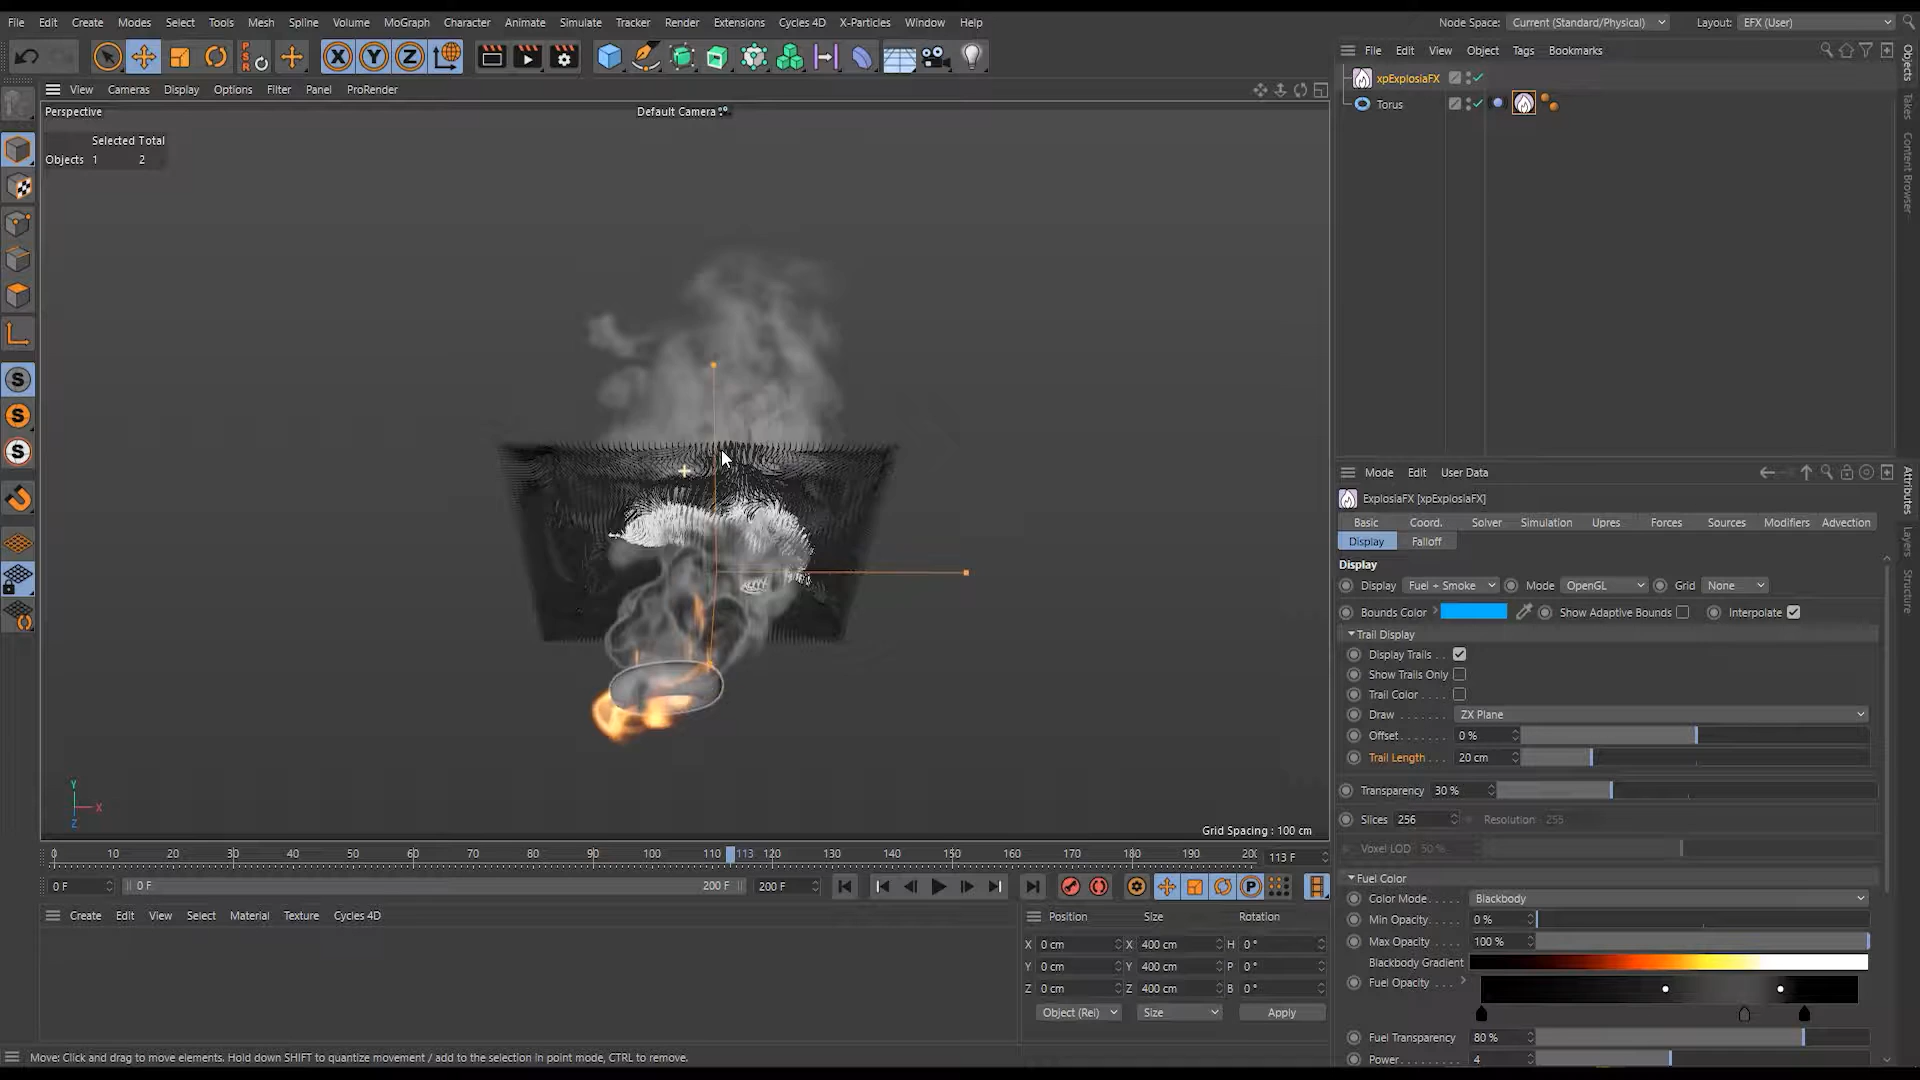 File Edit Create Modes Select Tools Mesh Spline Volume MoGraph Character Animate Simulate Tracker Render Extensions Cycles 4D X-Particles Window Help
Node Space: Current (Standard/Physical) Layout: EFX (User)
File Edit View Object Tags Bookmarks
xpExplosiaFX
Torus
View Cameras Display Options Filter Panel ProRender
Perspective
Default Camera
Selected Total
Objects 1 2
Y
X
Z
Grid Spacing : 100 cm
Objects
Takes
Content Browser
Attributes
Layers
Structure
Mode Edit User Data
ExplosiaFX [xpExplosiaFX]
Basic Coord. Solver Simulation Upres Forces Sources Modifiers Advection
Display Falloff
Display
Display Fuel + Smoke Mode OpenGL Grid None
Bounds Color Show Adaptive Bounds Interpolate
Trail Display
Display Trails . .
Show Trails Only
Trail Color . . . .
Draw . . . . . . . ZX Plane
Offset. . . . . . . 0 %
Trail Length . . . 20 cm
Transparency 30 %
Slices 256 Resolution 255
Voxel LOD 50 %
Fuel Color
Color Mode . . . . . Blackbody
Min Opacity. . . . . 0 %
Max Opacity . . . . 100 %
Blackbody Gradient
Fuel Opacity . . .
Fuel Transparency 80 %
Power. . . . . . . . . 4
0 10 20 30 40 50 60 70 80 90 100 110 113 120 130 140 150 160 170 180 190 20
113 F
0 F 0 F 200 F 200 F
Create Edit View Select Material Texture Cycles 4D
Position Size Rotation
X 0 cm X 400 cm H 0 °
Y 0 cm Y 400 cm P 0 °
Z 0 cm Z 400 cm B 0 °
Object (Rel) Size Apply
Move: Click and drag to move elements. Hold down SHIFT to quantize movement / add to the selection in point mode, CTRL to remove.